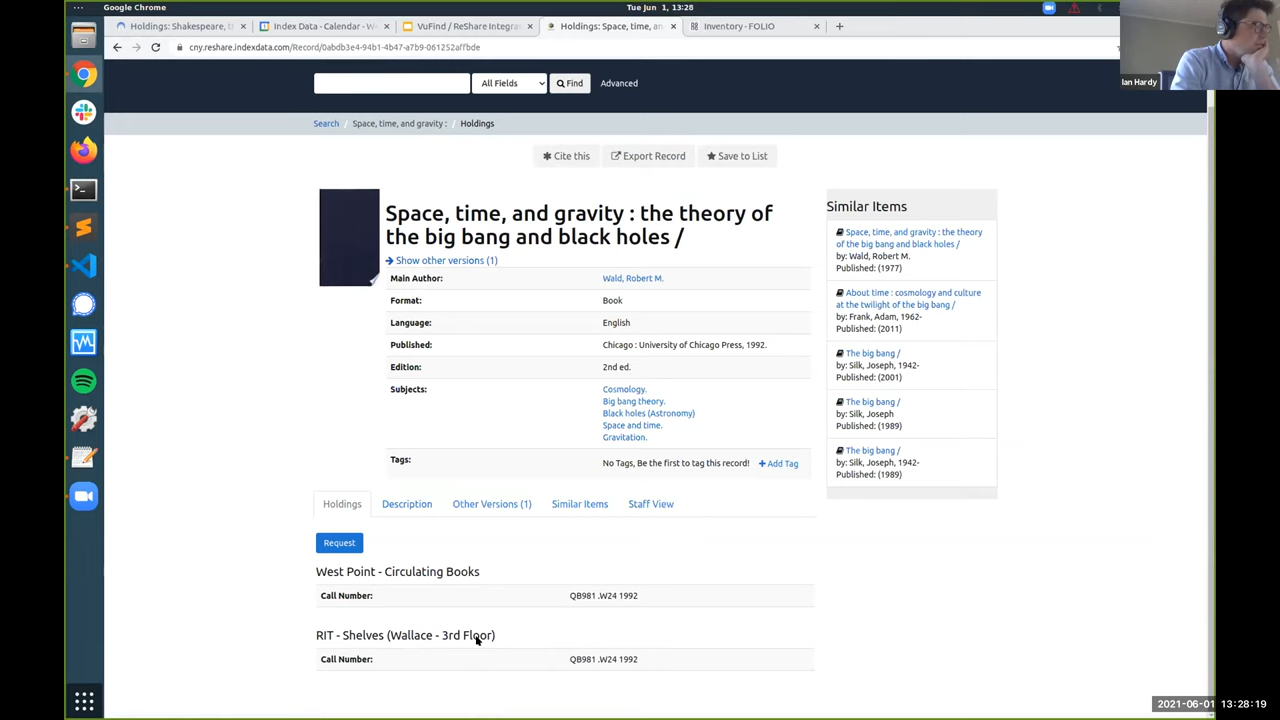 Google Chrome
Tue Jun 1, 13:28
Holdings: Shakespeare, t
Index Data - Calendar - W
VuFind / ReShare Integra
Holdings: Space, time, an
Inventory - FOLIO
cny.reshare.indexdata.com/Record/0abdb3e4-94b1-4b47-a7b9-061252affbde
Ian Hardy
All Fields
Find
Advanced
Search / Space, time, and gravity : / Holdings
Cite this
Export Record
Save to List
Space, time, and gravity : the theory of
the big bang and black holes /
Show other versions (1)
Main Author: Wald, Robert M.
Format: Book
Language: English
Published: Chicago : University of Chicago Press, 1992.
Edition: 2nd ed.
Subjects: Cosmology.
Big bang theory.
Black holes (Astronomy)
Space and time.
Gravitation.
Tags: No Tags, Be the first to tag this record! Add Tag
Similar Items
Space, time, and gravity : the theory
of the big bang and black holes /
by: Wald, Robert M.
Published: (1977)
About time : cosmology and culture
at the twilight of the big bang /
by: Frank, Adam, 1962-
Published: (2011)
The big bang /
by: Silk, Joseph, 1942-
Published: (2001)
The big bang /
by: Silk, Joseph
Published: (1989)
The big bang /
by: Silk, Joseph, 1942-
Published: (1989)
Holdings
Description
Other Versions (1)
Similar Items
Staff View
Request
West Point - Circulating Books
Call Number: QB981 .W24 1992
RIT - Shelves (Wallace - 3rd Floor)
Call Number: QB981 .W24 1992
2021-06-01 13:28:19